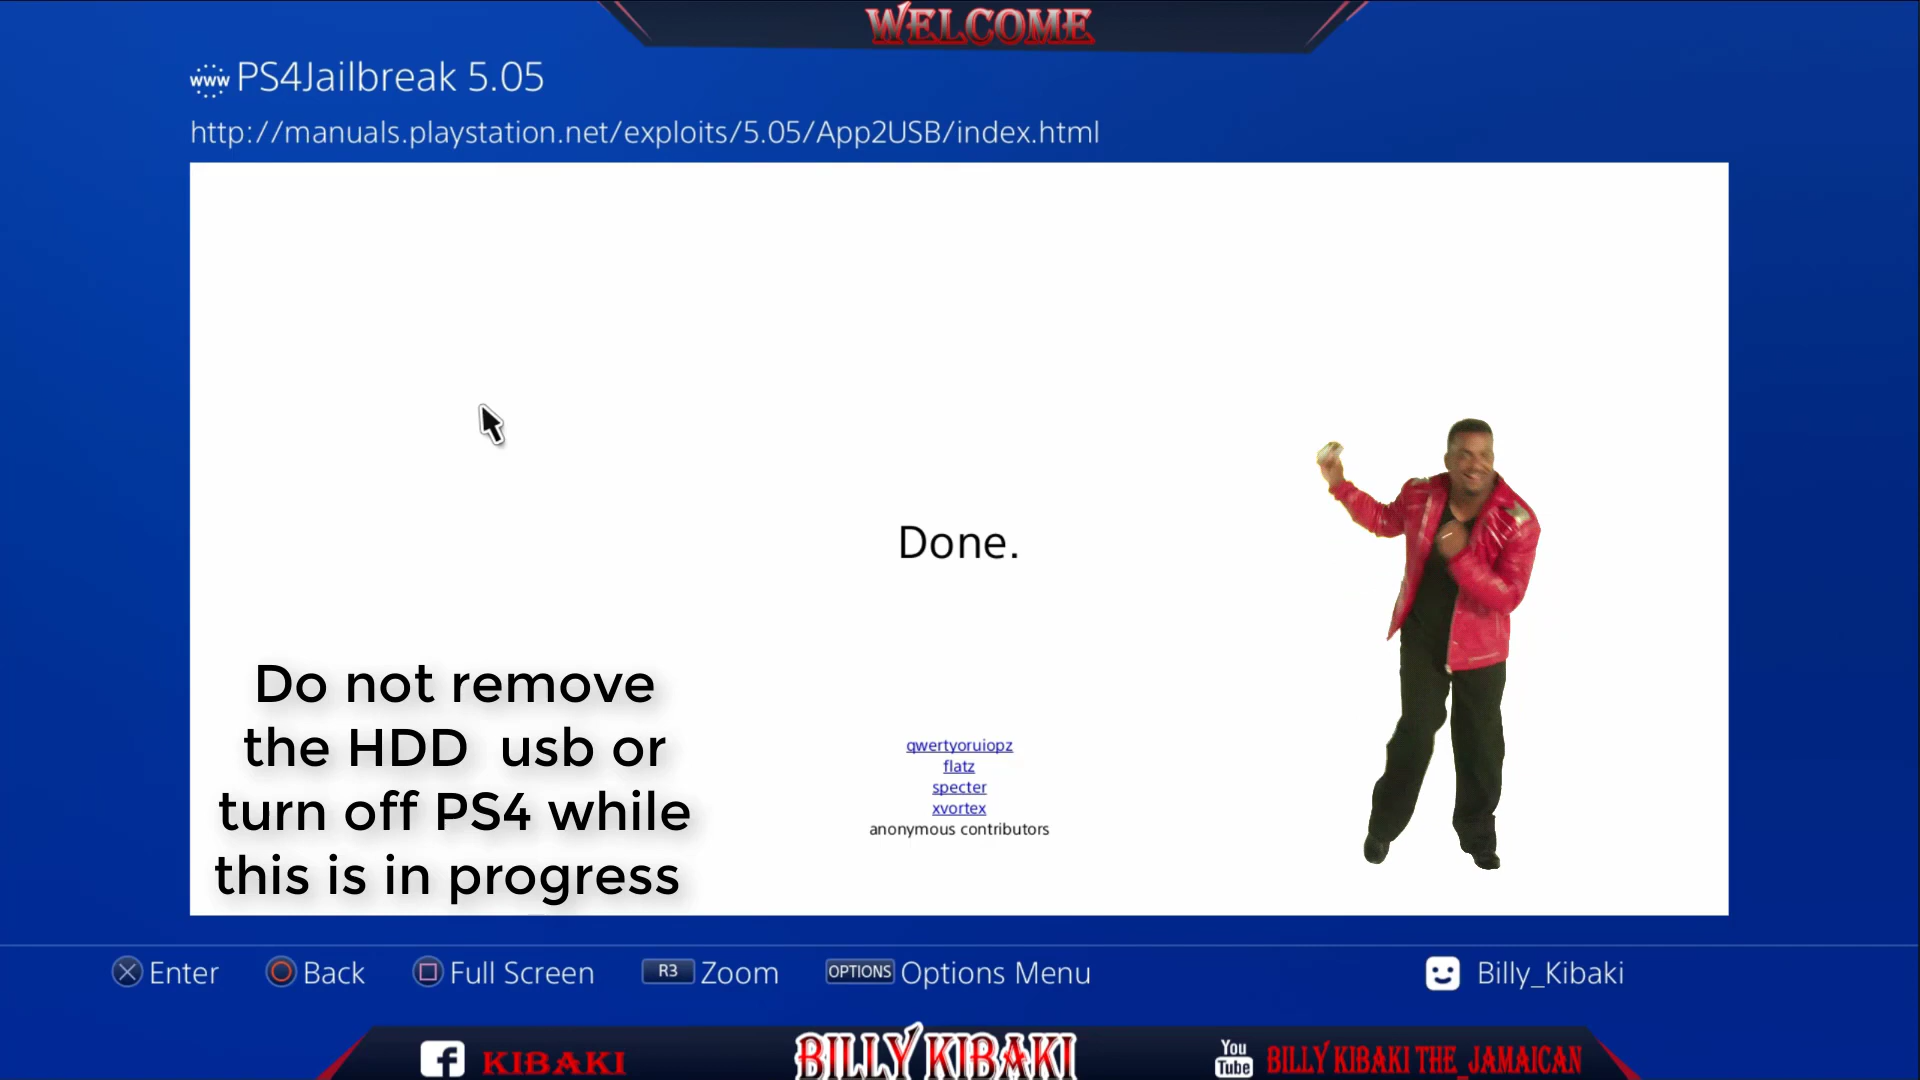 WELCOME
www PS4Jailbreak 5.05
http://manuals.playstation.net/exploits/5.05/App2USB/index.html
Done.
Do not remove
the HDD usb or
turn off PS4 while
this is in progress
qwertyoruiopz
flatz
specter
xvortex
anonymous contributors
Enter Back Full Screen R3 Zoom OPTIONS Options Menu Billy_Kibaki
f KIBAKI BILLY KIBAKI You Tube BILLY KIBAKI THE_JAMAICAN